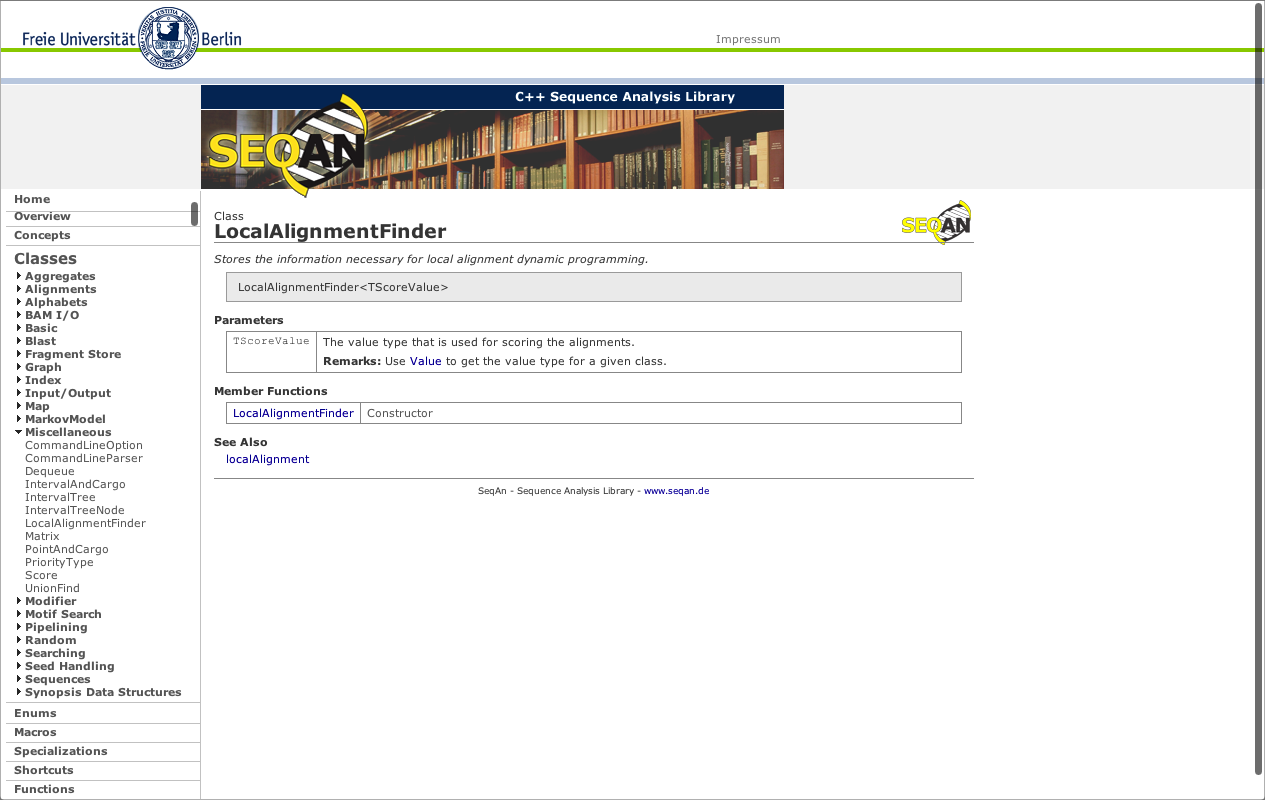 Freie Universität Berlin
Impressum
C++ Sequence Analysis Library
SEQAN
Home
Overview
Concepts
Classes
Aggregates
Alignments
Alphabets
BAM I/O
Basic
Blast
Fragment Store
Graph
Index
Input/Output
Map
MarkovModel
Miscellaneous
CommandLineOption
CommandLineParser
Dequeue
IntervalAndCargo
IntervalTree
IntervalTreeNode
LocalAlignmentFinder
Matrix
PointAndCargo
PriorityType
Score
UnionFind
Modifier
Motif Search
Pipelining
Random
Searching
Seed Handling
Sequences
Synopsis Data Structures
Enums
Macros
Specializations
Shortcuts
Functions
Class
LocalAlignmentFinder
SEQAN
Stores the information necessary for local alignment dynamic programming.
LocalAlignmentFinder<TScoreValue>
Parameters
TScoreValue The value type that is used for scoring the alignments.
Remarks: Use Value to get the value type for a given class.
Member Functions
LocalAlignmentFinder Constructor
See Also
localAlignment
SeqAn - Sequence Analysis Library - www.seqan.de